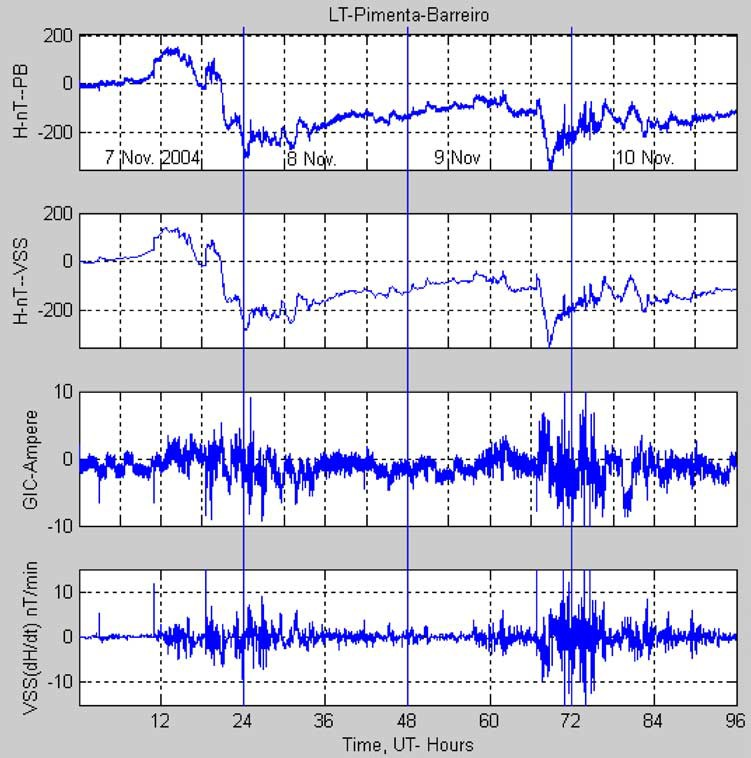 LT-Pimenta-Barreiro
200
0
-200
H-nT--PB
7 Nov. 2004 8 Nov. 9 Nov 10 Nov.
200
0
-200
H-nT--VSS
10
0
-10
GIC-Ampere
10
0
-10
VSS(dH/dt) nT/min
12 24 36 48 60 72 84 96
Time, UT- Hours